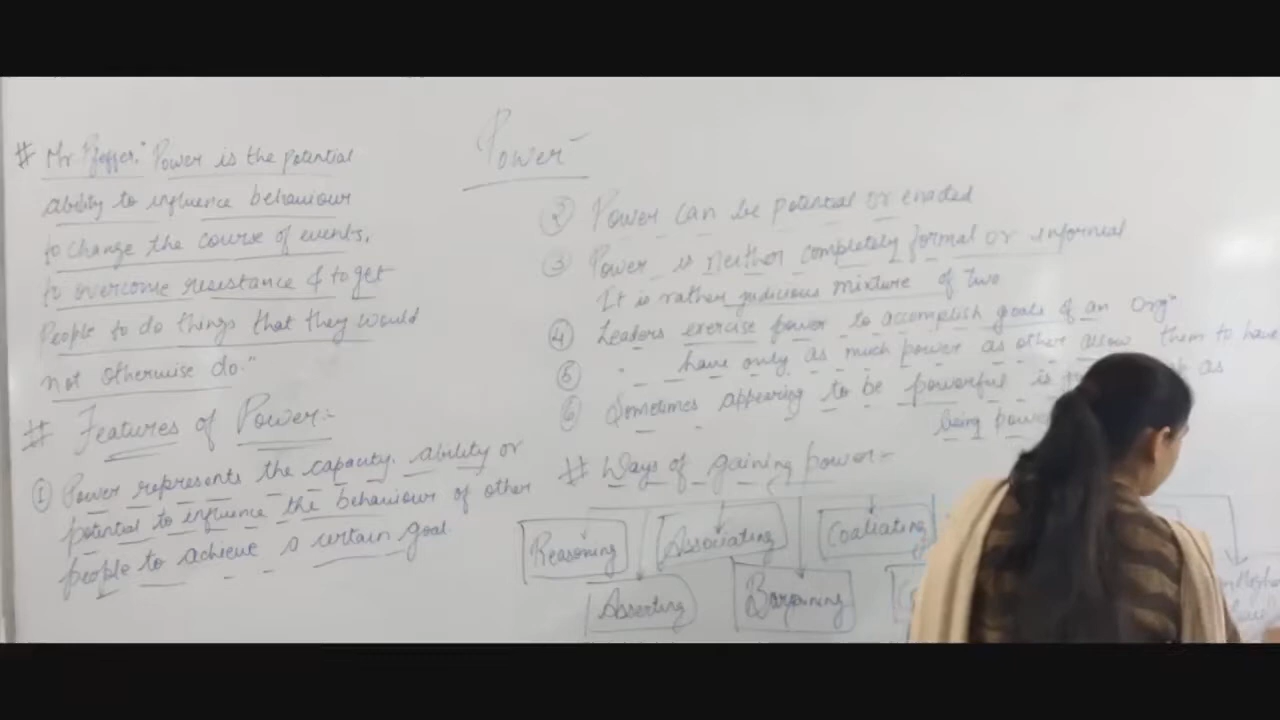 Power -
# Mr Pfeffer, "Power is the potential
ability to influence behaviour
to change the course of events,
to overcome resistance & to get
People to do things that they would
not otherwise do."
# Features of Power:-
① Power represents the capacity, ability or
potential to influence the behaviour of other
people to achieve a certain goal.
② Power can be potential or enacted
③ Power is neither completely formal or informal
It is rather judicious mixture of two
④ Leaders exercise power to accomplish goals of an Orgn
⑤ " have only as much power as other allow them to have
⑥ Sometimes appearing to be powerful is as
being
# Ways of gaining power:-
Reasoning
Associating
Coaliating
Asserting
Bargaining